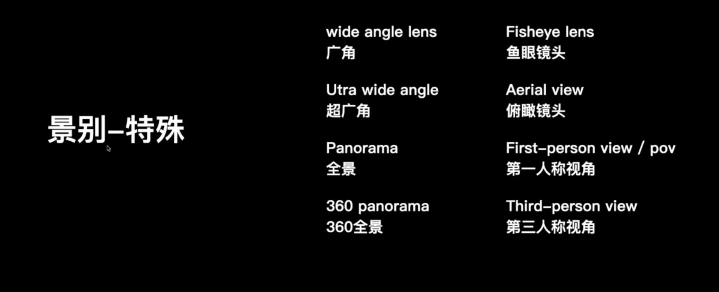 景别-特殊
wide angle lens
广角
Utra wide angle
超广角
Panorama
全景
360 panorama
360全景
Fisheye lens
鱼眼镜头
Aerial view
俯瞰镜头
First-person view / pov
第一人称视角
Third-person view
第三人称视角